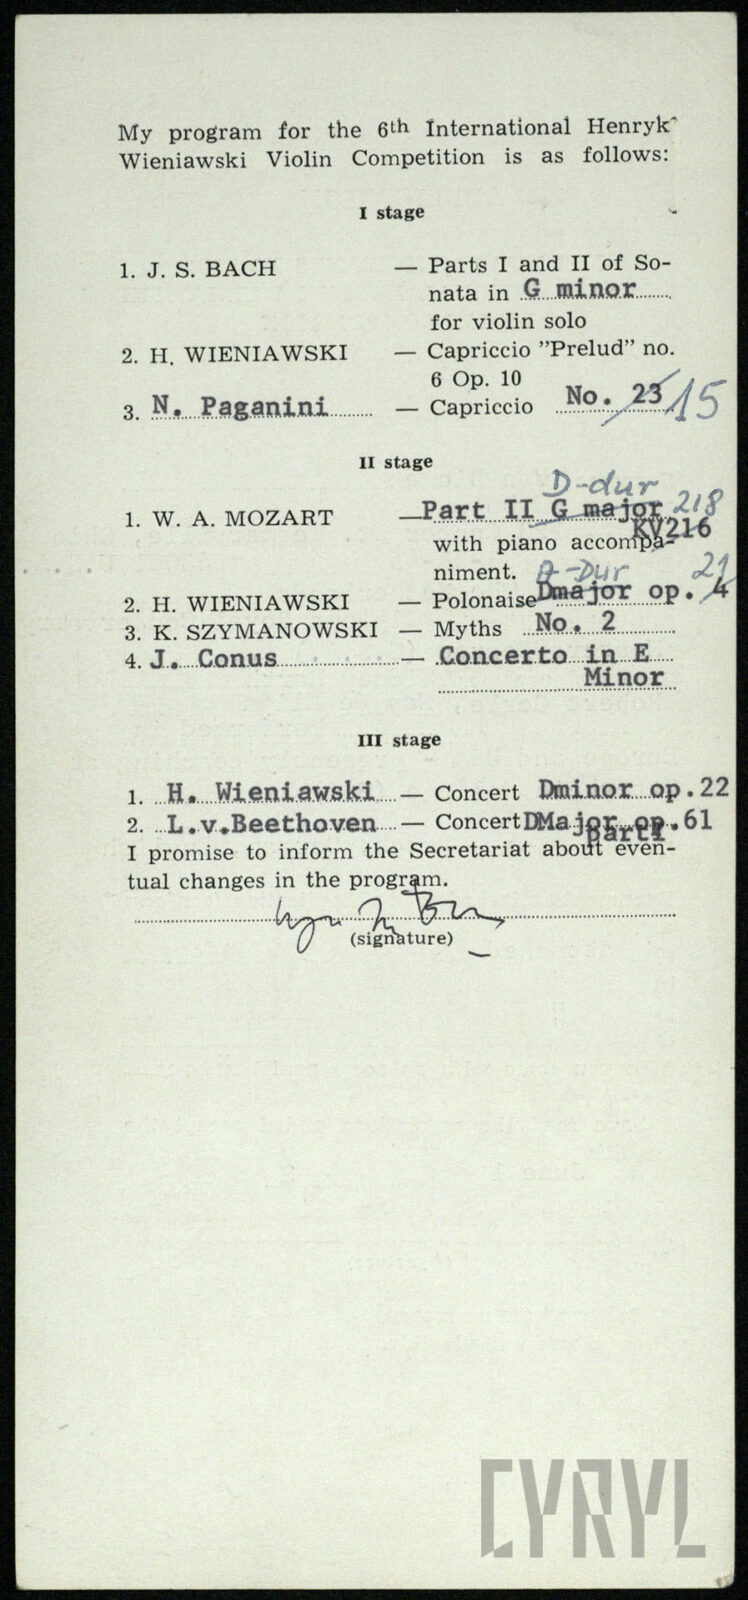 My program for the 6th International Henryk
Wieniawski Violin Competition is as follows:
I stage
1. J. S. BACH — Parts I and II of So-
nata in G minor
for violin solo
2. H. WIENIAWSKI — Capriccio "Prelud" no.
6 Op. 10
3. N. Paganini — Capriccio No. 23 15
II stage
D-dur
1. W. A. MOZART — Part II G major 218
KV216
with piano accompa-
niment. A-Dur 21
2. H. WIENIAWSKI — Polonaise Dmajor op. 4
3. K. SZYMANOWSKI — Myths No. 2
4. J. Conus — Concerto in E
Minor
III stage
1. H. Wieniawski — Concert Dminor op.22
2. L.v.Beethoven — Concert DMajor op.61
part1
I promise to inform the Secretariat about even-
tual changes in the program.
(signature)
CYRYL